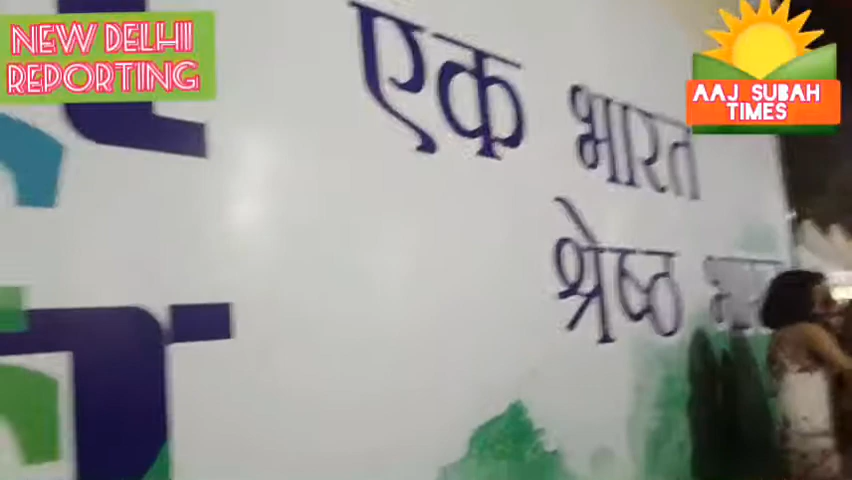 NEW DELHI
REPORTING
AAJ SUBAH
TIMES
एक भारत
श्रेष्ठ